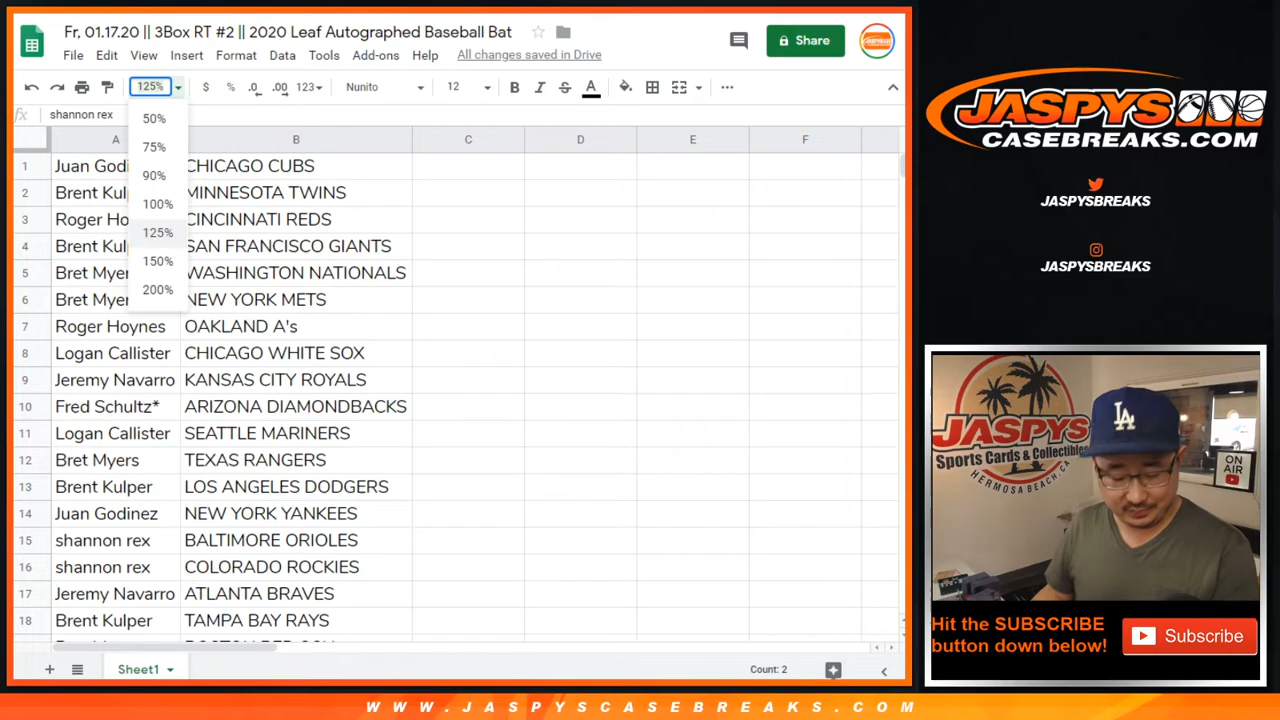 Fr, 01.17.20 || 3Box RT #2 || 2020 Leaf Autographed Baseball Bat
File Edit View Insert Format Data Tools Add-ons Help All changes saved in Drive
Share
125% $ % .0 .00 123 Nunito 12 B I S A
fx shannon rex
50%
75%
90%
100%
125%
150%
200%
A B C D E F
1 Juan Godi CHICAGO CUBS
2 Brent Kulp MINNESOTA TWINS
3 Roger Ho CINCINNATI REDS
4 Brent Kulp SAN FRANCISCO GIANTS
5 Bret Myer WASHINGTON NATIONALS
6 Bret Myer NEW YORK METS
7 Roger Hoynes OAKLAND A's
8 Logan Callister CHICAGO WHITE SOX
9 Jeremy Navarro KANSAS CITY ROYALS
10 Fred Schultz* ARIZONA DIAMONDBACKS
11 Logan Callister SEATTLE MARINERS
12 Bret Myers TEXAS RANGERS
13 Brent Kulper LOS ANGELES DODGERS
14 Juan Godinez NEW YORK YANKEES
15 shannon rex BALTIMORE ORIOLES
16 shannon rex COLORADO ROCKIES
17 Jeremy Navarro ATLANTA BRAVES
18 Brent Kulper TAMPA BAY RAYS
Sheet1
Count: 2
JASPYS
CASEBREAKS.COM
JASPYSBREAKS
JASPYSBREAKS
JASPYS
Sports Cards & Collectibles
HERMOSA BEACH, CA
LA
ON
AIR
Hit the SUBSCRIBE
button down below!
Subscribe
WWW.JASPYSCASEBREAKS.COM